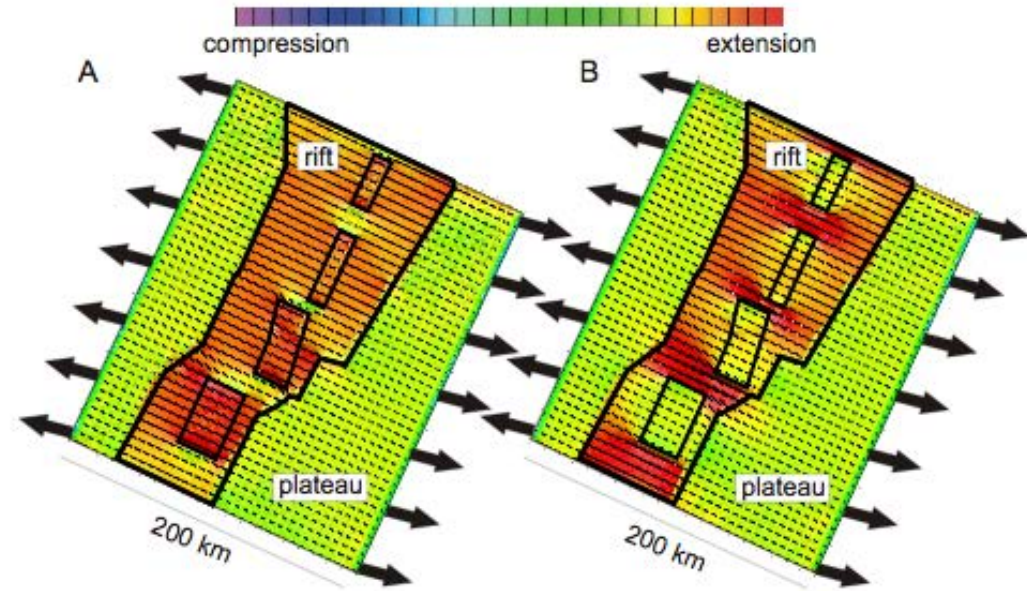 compression extension
A B
rift rift
plateau plateau
200 km 200 km